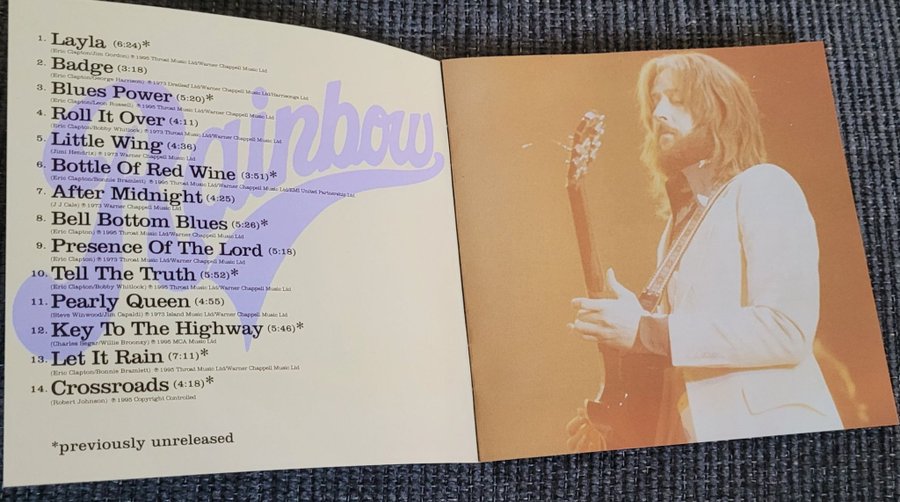 1. Layla (6:24)*
(Eric Clapton/Jim Gordon) ℗ 1995 Throat Music Ltd/Warner Chappell Music Ltd
2. Badge (3:18)
(Eric Clapton/George Harrison) ℗ 1973 Dratleaf Ltd/Warner Chappell Music Ltd/Harrisongs Ltd
3. Blues Power (5:20)*
(Eric Clapton/Leon Russell) ℗ 1995 Throat Music Ltd/Warner Chappell Music Ltd
4. Roll It Over (4:11)
(Eric Clapton/Bobby Whitlock) ℗ 1973 Throat Music Ltd/Warner Chappell Music Ltd
5. Little Wing (4:36)
(Jimi Hendrix) ℗ 1973 Warner Chappell Music Ltd
6. Bottle Of Red Wine (3:51)*
(Eric Clapton/Bonnie Bramlett) ℗ 1995 Throat Music Ltd/Warner Chappell Music Ltd/EMI United Partnership Ltd
7. After Midnight (4:25)
(J J Cale) ℗ 1973 Warner Chappell Music Ltd
8. Bell Bottom Blues (5:26)*
(Eric Clapton) ℗ 1995 Throat Music Ltd/Warner Chappell Music Ltd
9. Presence Of The Lord (5:18)
(Eric Clapton) ℗ 1973 Throat Music Ltd/Warner Chappell Music Ltd
10. Tell The Truth (5:52)*
(Eric Clapton/Bobby Whitlock) ℗ 1995 Throat Music Ltd/Warner Chappell Music Ltd
11. Pearly Queen (4:55)
(Steve Winwood/Jim Capaldi) ℗ 1973 Island Music Ltd/Warner Chappell Music Ltd
12. Key To The Highway (5:46)*
(Charles Segar/Willie Broonzy) ℗ 1995 MCA Music Ltd
13. Let It Rain (7:11)*
(Eric Clapton/Bonnie Bramlett) ℗ 1995 Throat Music Ltd/Warner Chappell Music Ltd
14. Crossroads (4:18)*
(Robert Johnson) ℗ 1995 Copyright Controlled
*previously unreleased
Rainbow